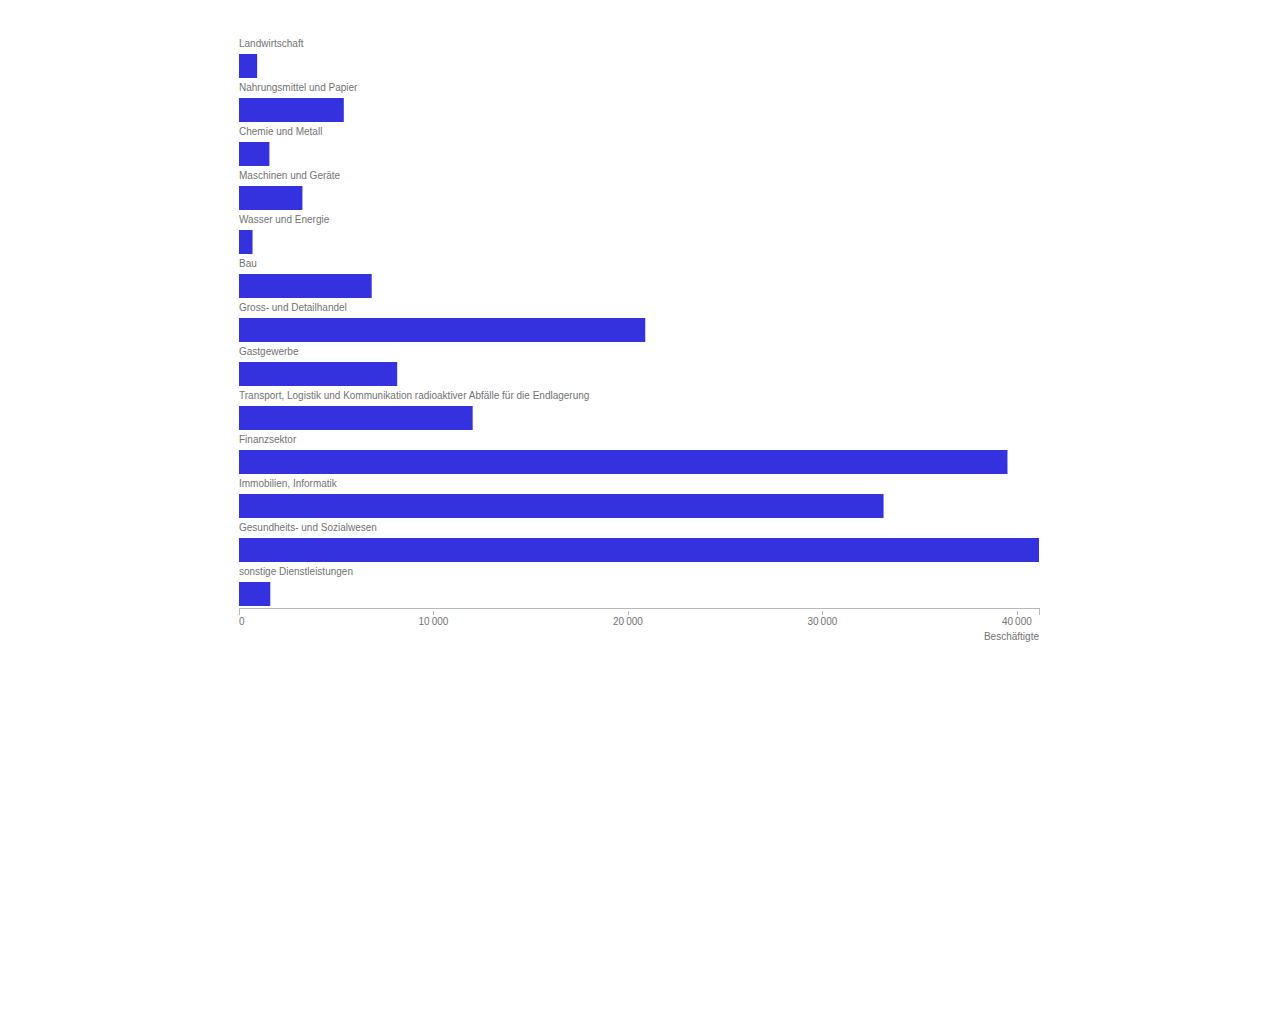 Landwirtschaft
Nahrungsmittel und Papier
Chemie und Metall
Maschinen und Geräte
Wasser und Energie
Bau
Gross- und Detailhandel
Gastgewerbe
Transport, Logistik und Kommunikation radioaktiver Abfälle für die Endlagerung
Finanzsektor
Immobilien, Informatik
Gesundheits- und Sozialwesen
sonstige Dienstleistungen
0 10 000 20 000 30 000 40 000
Beschäftigte